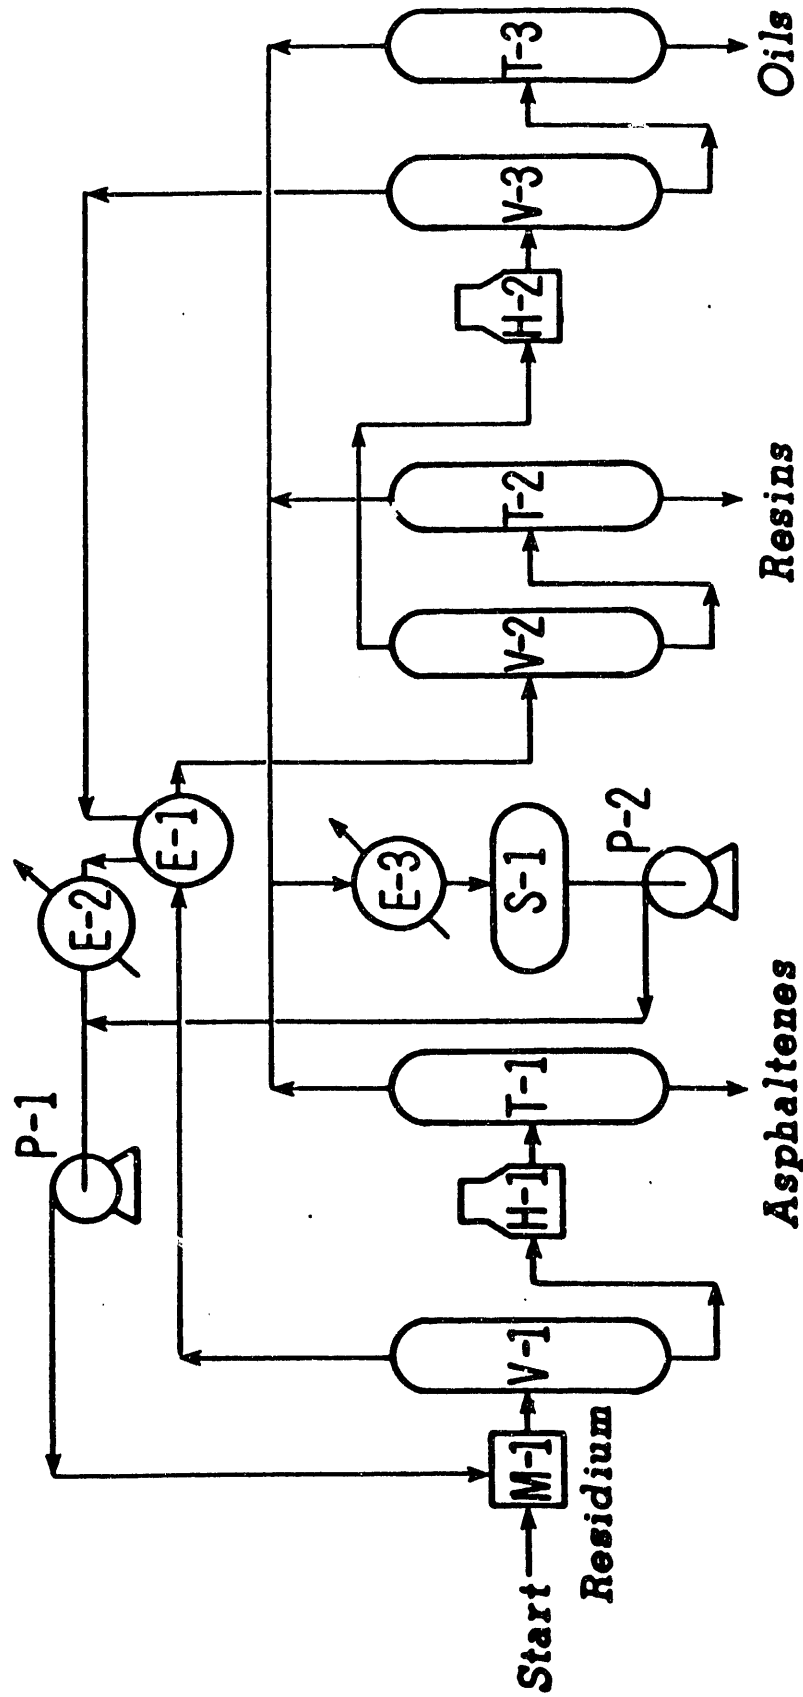 P-1
E-2
E-1
Start
Residium
M-1
V-1
H-1
T-1
Asphaltenes
E-3
S-1
P-2
V-2
T-2
Resins
H-2
V-3
T-3
Oils